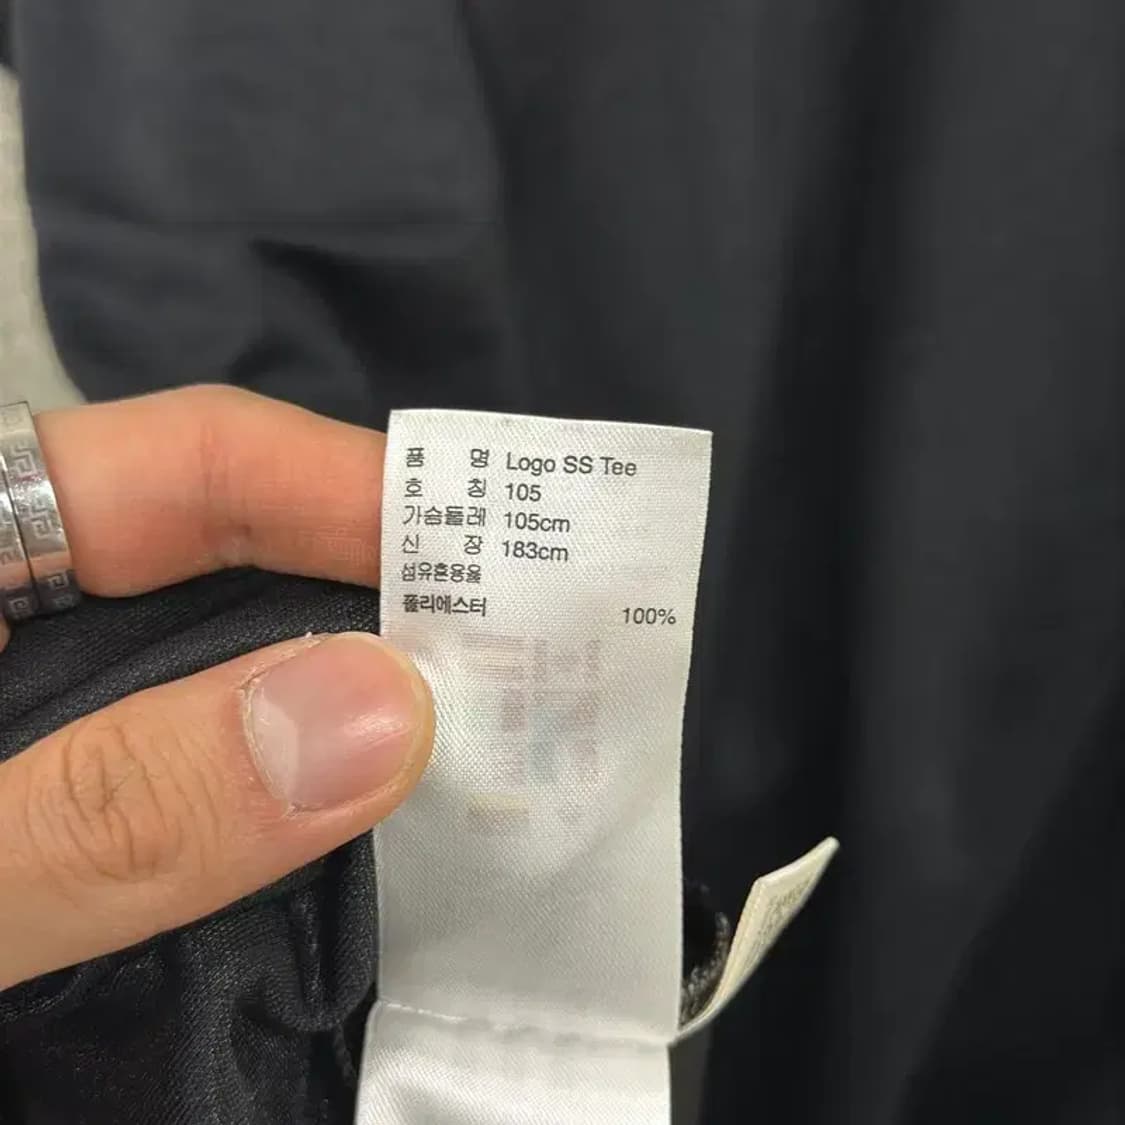 품 명 Logo SS Tee
호 칭 105
가슴둘레 105cm
신 장 183cm
섬유혼용율
폴리에스터 100%